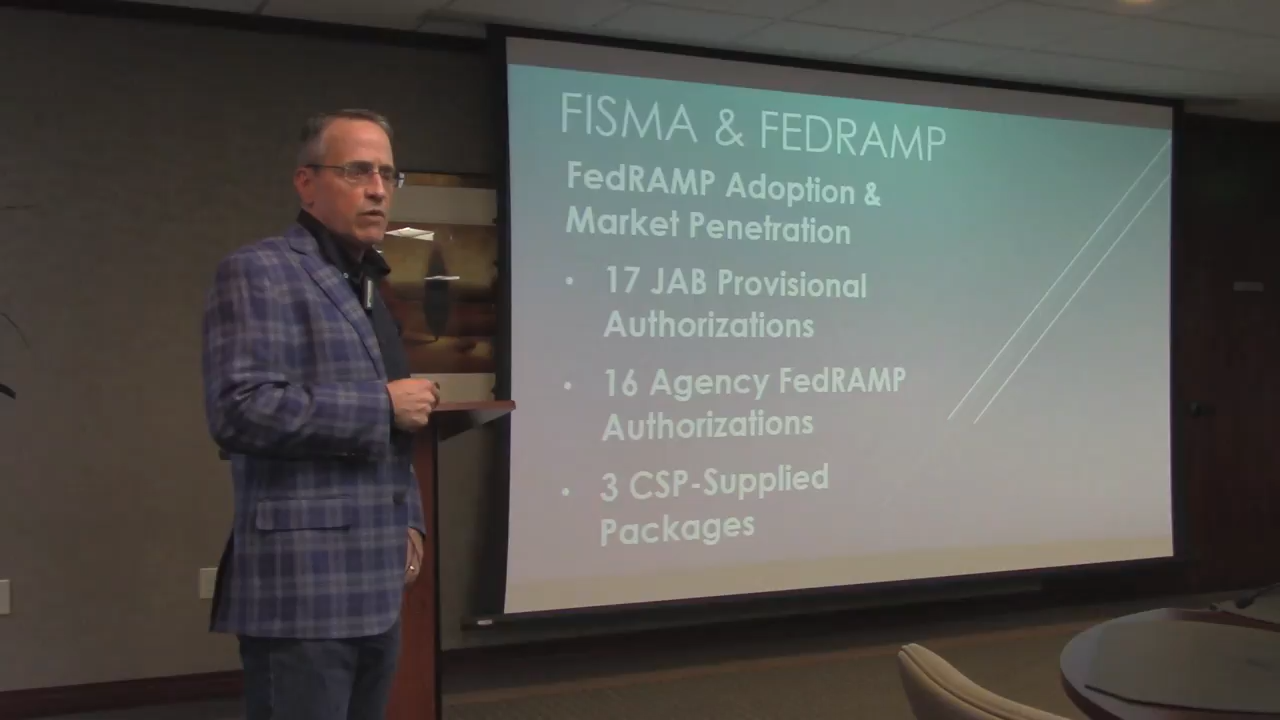 FISMA & FEDRAMP
FedRAMP Adoption &
Market Penetration
• 17 JAB Provisional
Authorizations
• 16 Agency FedRAMP
Authorizations
• 3 CSP-Supplied
Packages